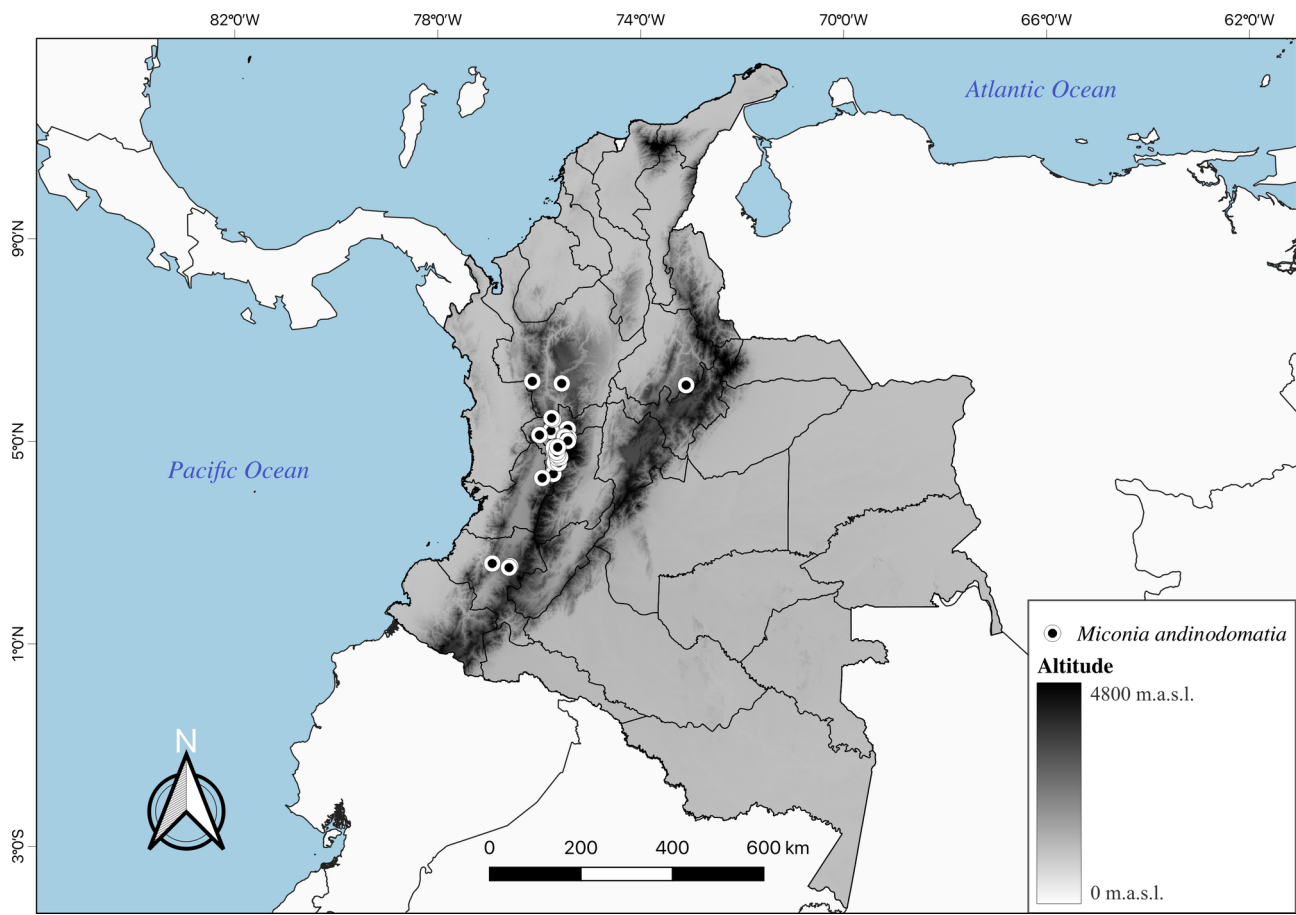 82°0'W 78°0'W 74°0'W 70°0'W 66°0'W 62°0'W
Atlantic Ocean
9°0'N
5°0'N
Pacific Ocean
1°0'N
Miconia andinodomatia
Altitude
4800 m.a.s.l.
N
3°0'S
0 200 400 600 km
0 m.a.s.l.